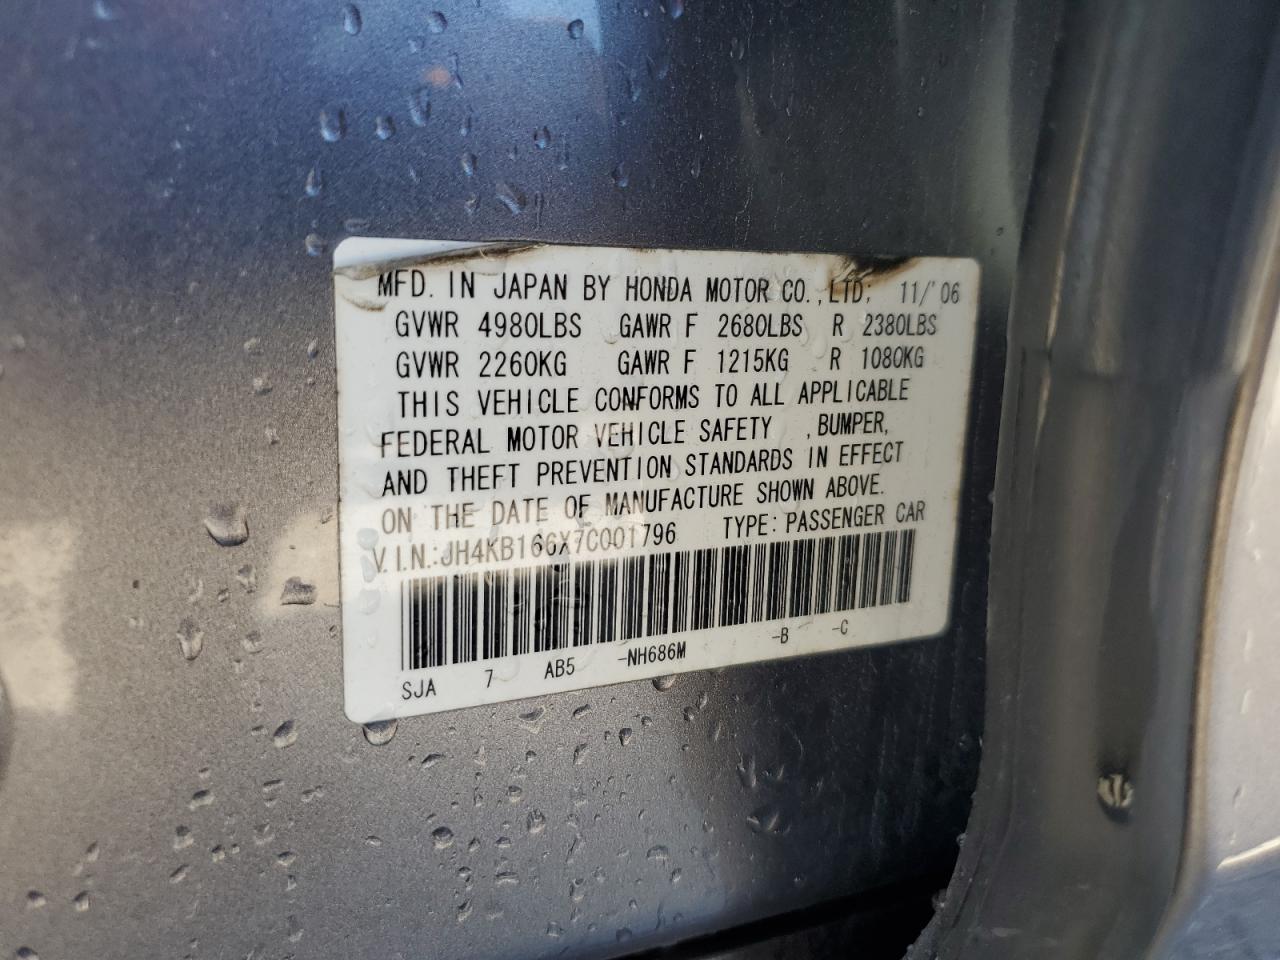 MFD. IN JAPAN BY HONDA MOTOR CO.,LTD; 11/'06
GVWR 4980LBS GAWR F 2680LBS R 2380LBS
GVWR 2260KG GAWR F 1215KG R 1080KG
THIS VEHICLE CONFORMS TO ALL APPLICABLE
FEDERAL MOTOR VEHICLE SAFETY ,BUMPER,
AND THEFT PREVENTION STANDARDS IN EFFECT
ON THE DATE OF MANUFACTURE SHOWN ABOVE.
V.I.N.:JH4KB166X7C001796 TYPE:PASSENGER CAR
SJA 7 AB5 -NH686M -B -C